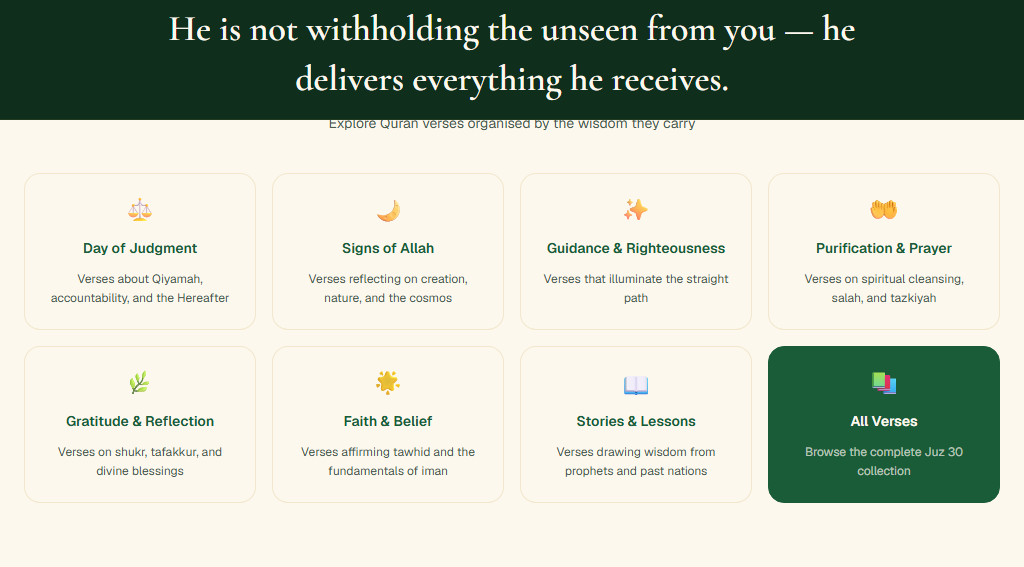 He is not withholding the unseen from you — he
delivers everything he receives.
Explore Quran verses organised by the wisdom they carry
Day of Judgment
Verses about Qiyamah,
accountability, and the Hereafter
Signs of Allah
Verses reflecting on creation,
nature, and the cosmos
Guidance & Righteousness
Verses that illuminate the straight
path
Purification & Prayer
Verses on spiritual cleansing,
salah, and tazkiyah
Gratitude & Reflection
Verses on shukr, tafakkur, and
divine blessings
Faith & Belief
Verses affirming tawhid and the
fundamentals of iman
Stories & Lessons
Verses drawing wisdom from
prophets and past nations
All Verses
Browse the complete Juz 30
collection